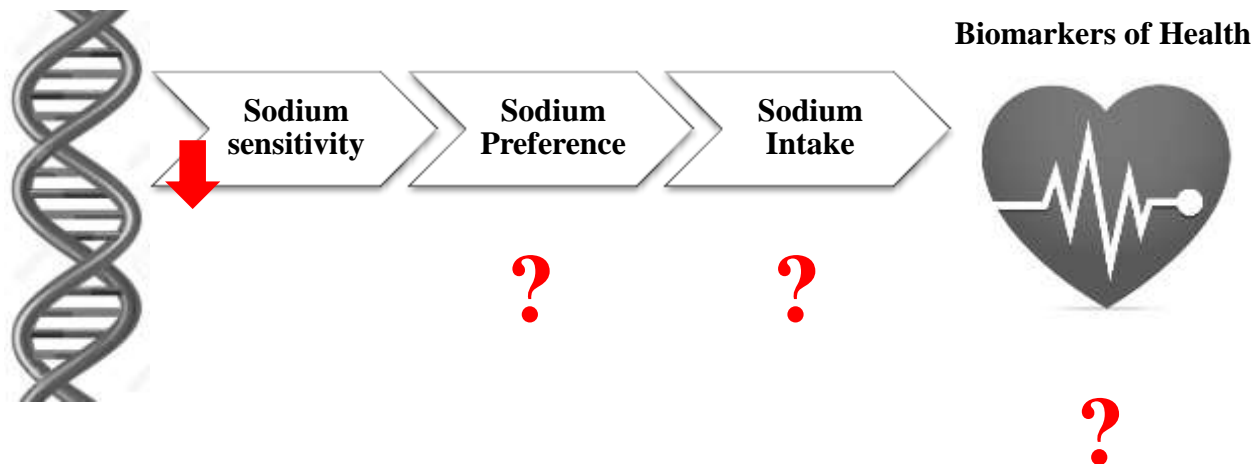 Biomarkers of Health
Sodium
sensitivity
Sodium
Preference
Sodium
Intake
?
?
?